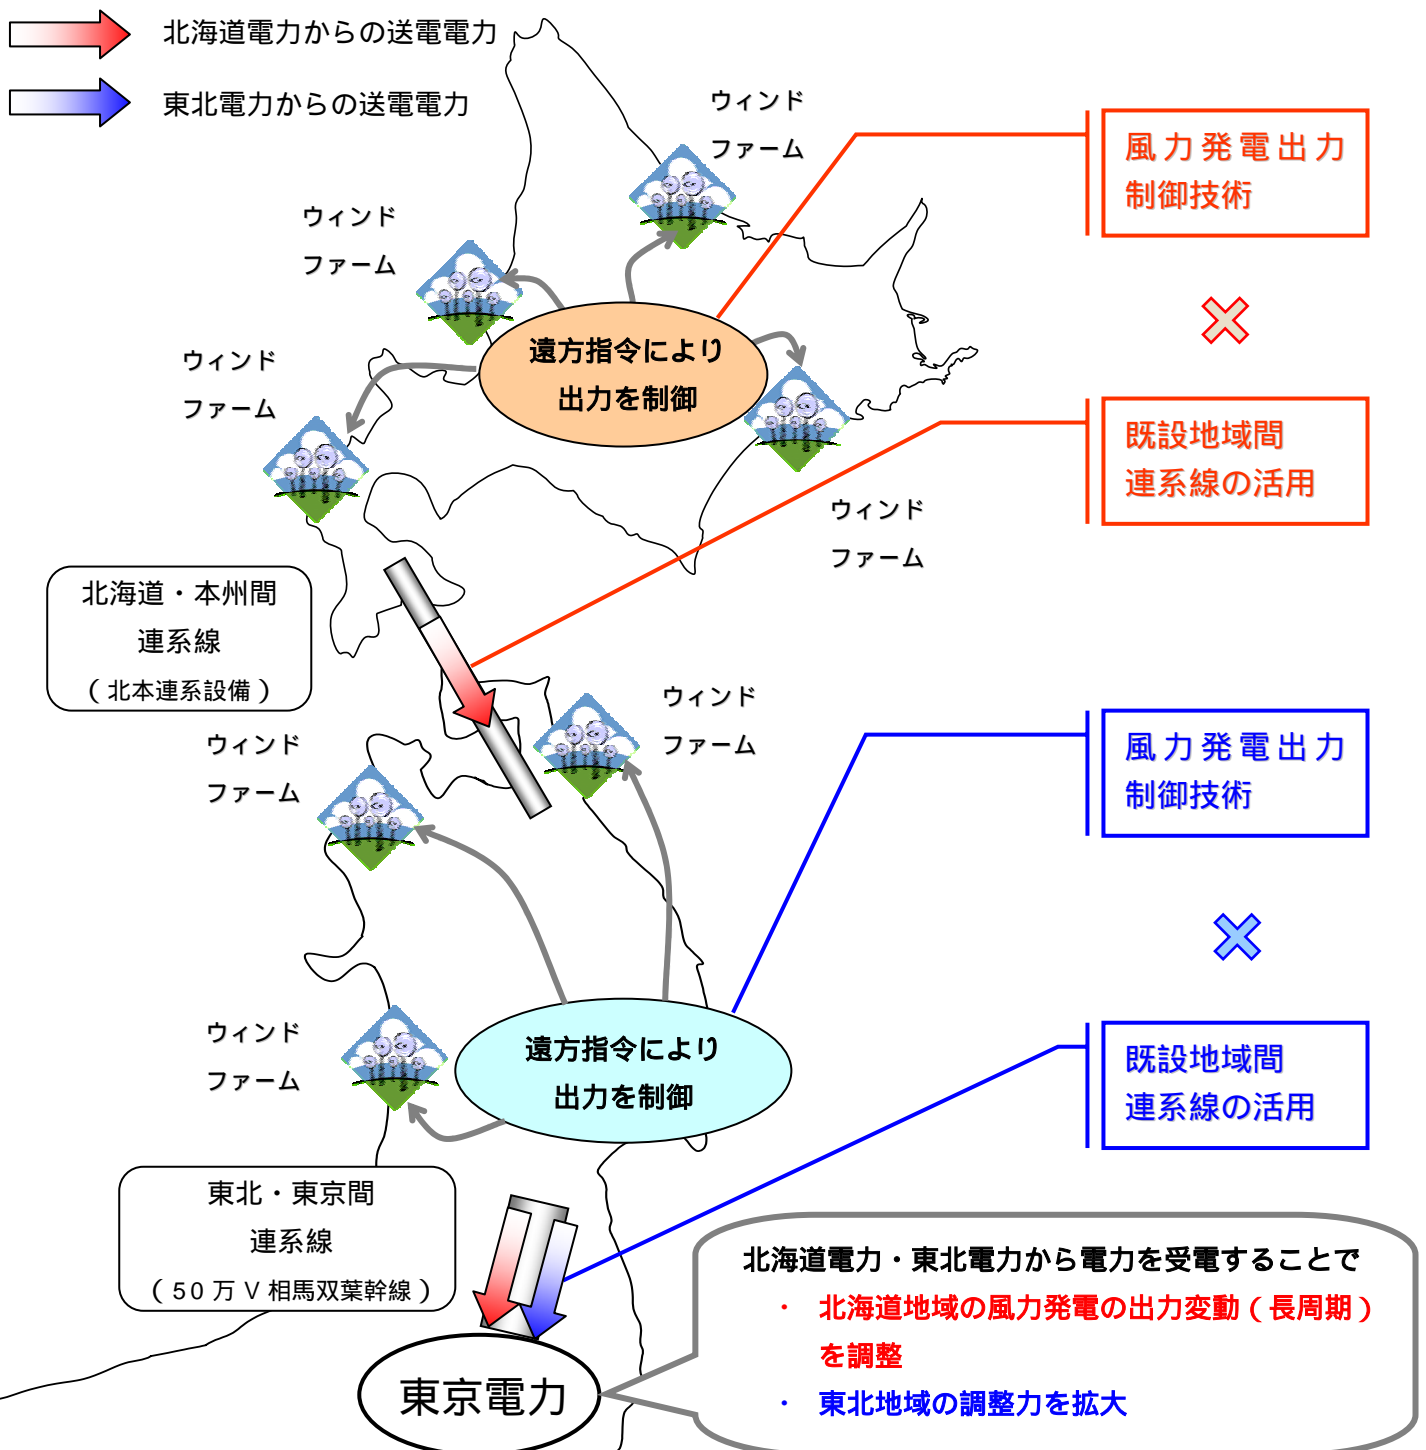 北海道電力からの送電電力
東北電力からの送電電力
ウィンド
ファーム
風力発電出力
制御技術
ウィンド
ファーム
遠方指令により
出力を制御
ウィンド
ファーム
既設地域間
連系線の活用
ウィンド
ファーム
北海道・本州間
連系線
（北本連系設備）
ウィンド
ファーム
ウィンド
ファーム
風力発電出力
制御技術
ウィンド
ファーム
遠方指令により
出力を制御
既設地域間
連系線の活用
東北・東京間
連系線
（50万V相馬双葉幹線）
北海道電力・東北電力から電力を受電することで
・ 北海道地域の風力発電の出力変動（長周期）
を調整
・ 東北地域の調整力を拡大
東京電力